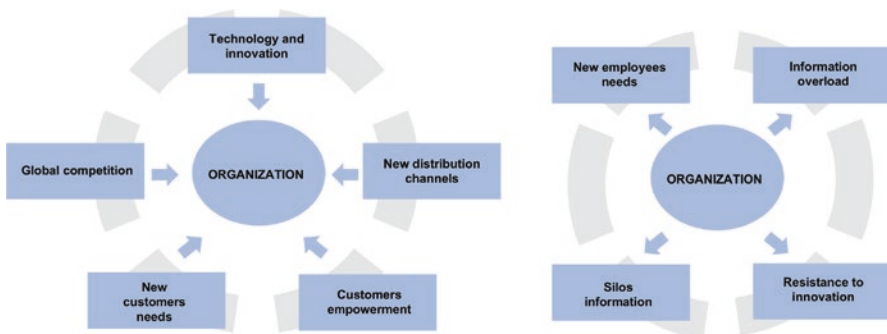 Technology and
innovation
Global competition
ORGANIZATION
New distribution
channels
New
customers
needs
Customers
empowerment
New employees
needs
Information
overload
ORGANIZATION
Silos
information
Resistance to
innovation